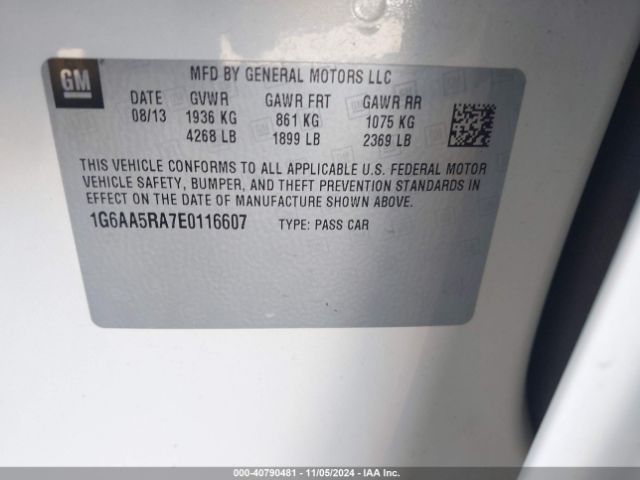 GM
MFD BY GENERAL MOTORS LLC
DATE GVWR GAWR FRT GAWR RR
08/13 1936 KG 861 KG 1075 KG
4268 LB 1899 LB 2369 LB
THIS VEHICLE CONFORMS TO ALL APPLICABLE U.S. FEDERAL MOTOR
VEHICLE SAFETY, BUMPER, AND THEFT PREVENTION STANDARDS IN
EFFECT ON THE DATE OF MANUFACTURE SHOWN ABOVE.
1G6AA5RA7E0116607 TYPE: PASS CAR
000-40790481 - 11/05/2024 - IAA Inc.